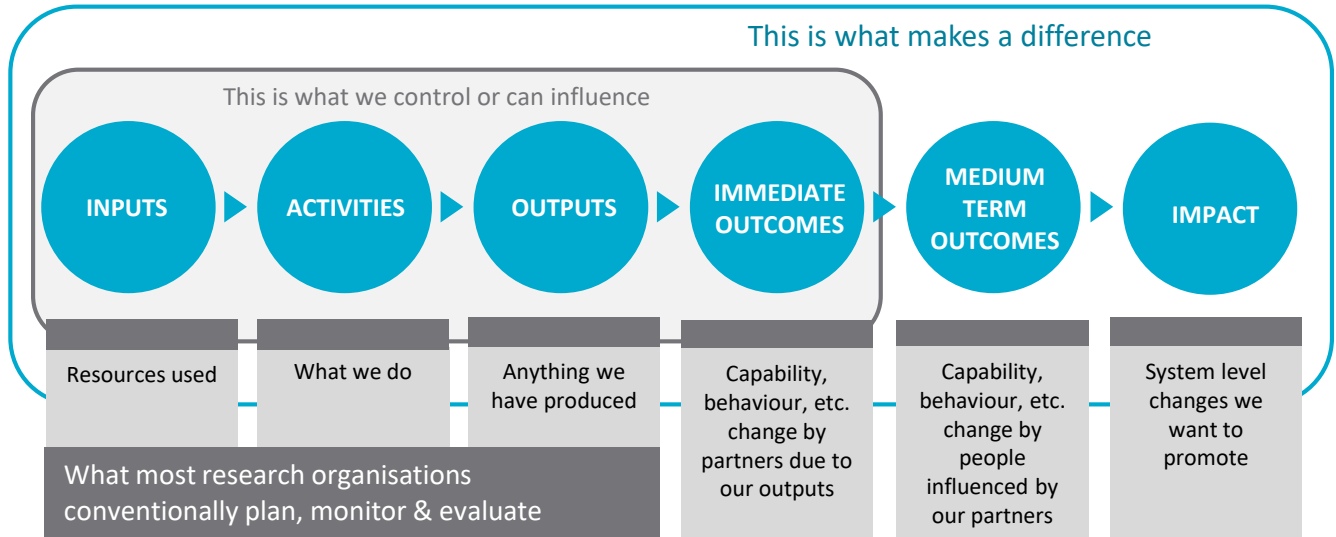 This is what makes a difference
This is what we control or can influence
INPUTS
ACTIVITIES
OUTPUTS
IMMEDIATE
OUTCOMES
MEDIUM
TERM
OUTCOMES
IMPACT
Resources used
What we do
Anything we
have produced
Capability,
behaviour, etc.
change by
partners due to
our outputs
Capability,
behaviour, etc.
change by
people
influenced by
our partners
System level
changes we
want to
promote
What most research organisations
conventionally plan, monitor & evaluate